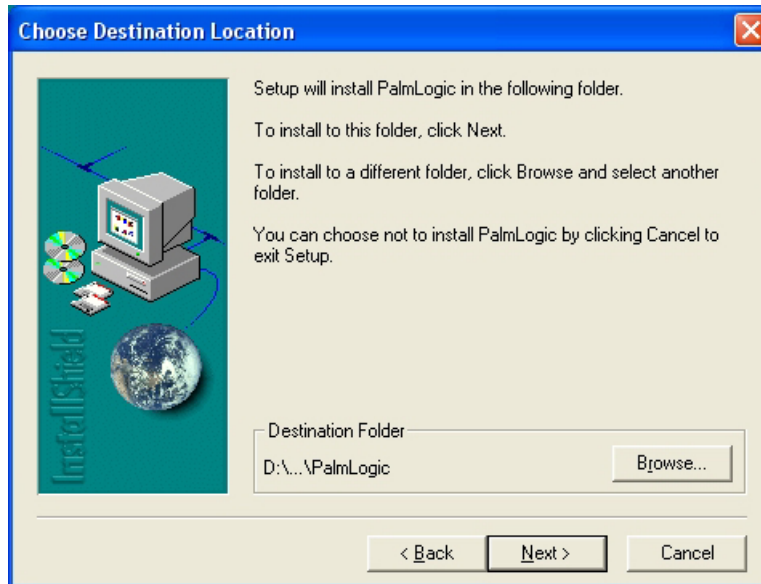 Choose Destination Location
Setup will install PalmLogic in the following folder.
To install to this folder, click Next.
To install to a different folder, click Browse and select another
folder.
You can choose not to install PalmLogic by clicking Cancel to
exit Setup.
InstallShield
Destination Folder
D:\...\PalmLogic
Browse...
< Back
Next >
Cancel